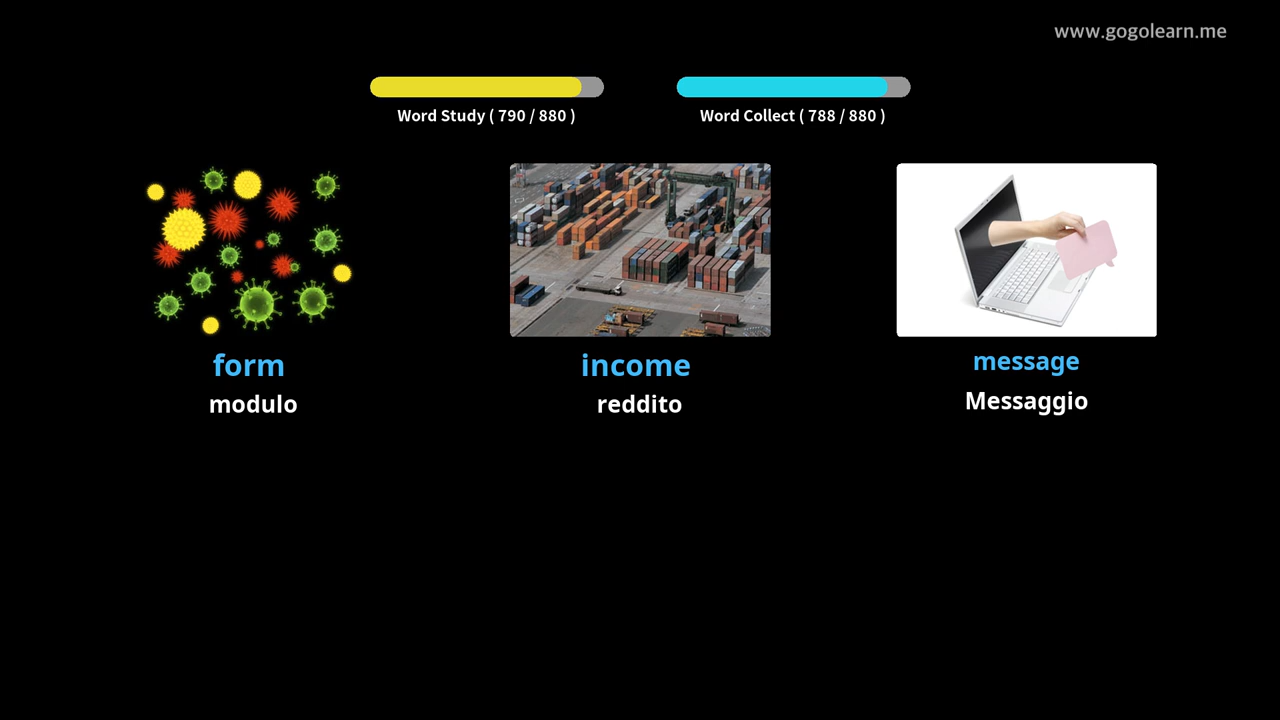 www.gogolearn.me
Word Study ( 790 / 880 )
Word Collect ( 788 / 880 )
form
modulo
income
reddito
message
Messaggio